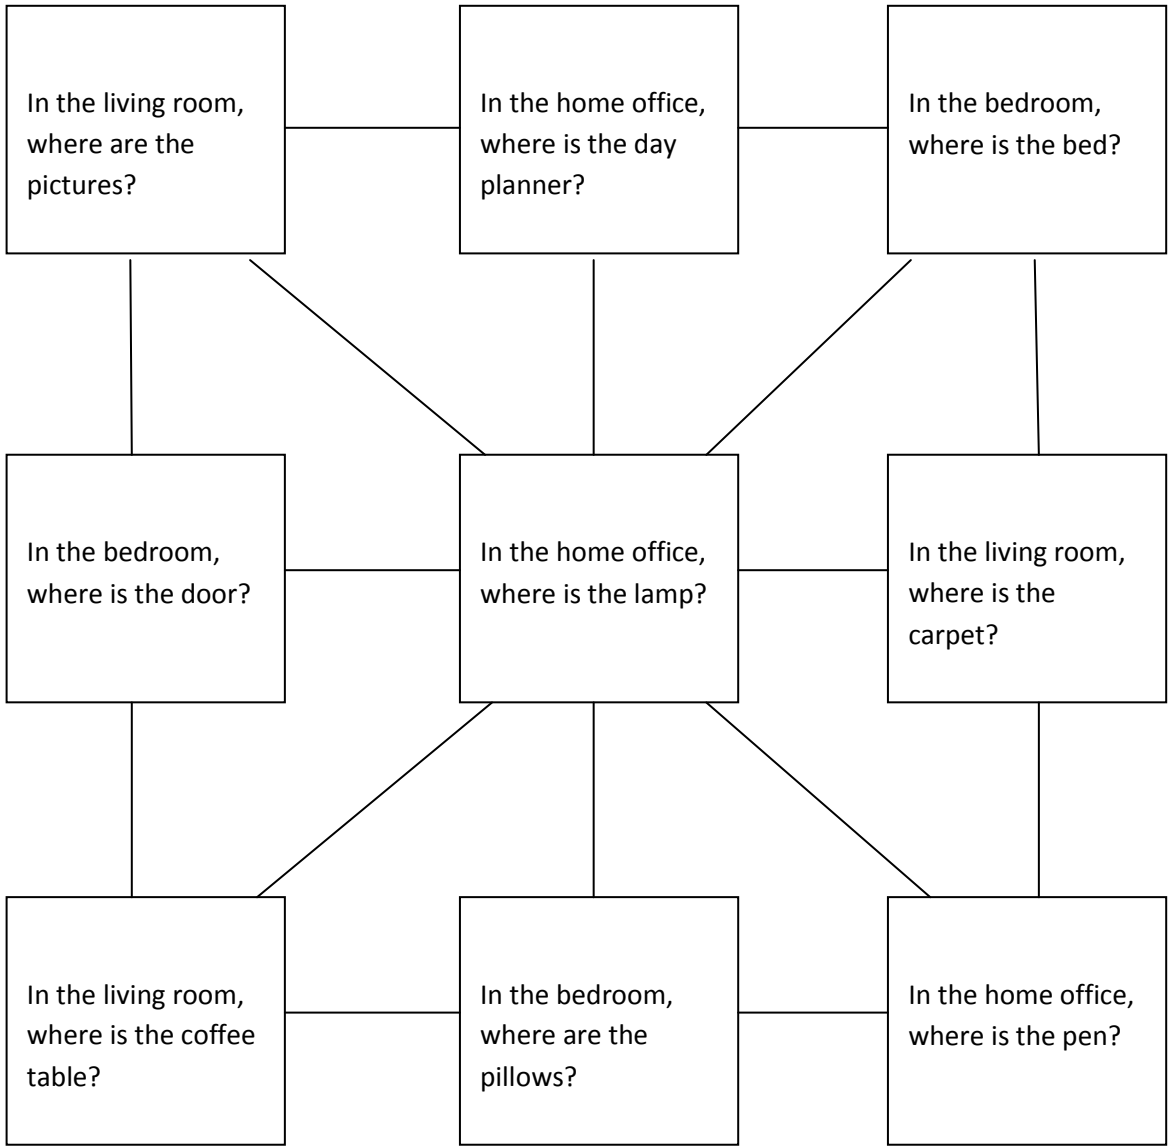 In the living room,
where are the
pictures?
In the home office,
where is the day
planner?
In the bedroom,
where is the bed?
In the bedroom,
where is the door?
In the home office,
where is the lamp?
In the living room,
where is the
carpet?
In the living room,
where is the coffee
table?
In the bedroom,
where are the
pillows?
In the home office,
where is the pen?